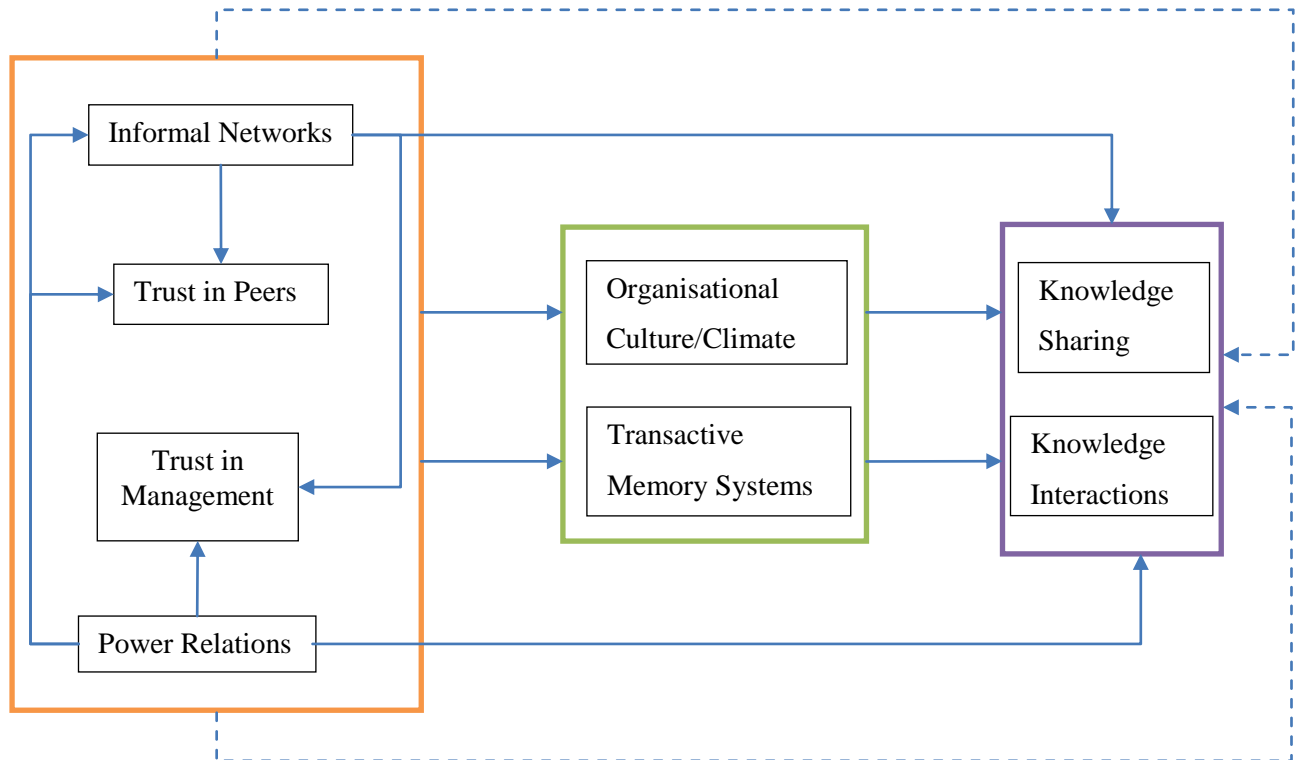 Informal Networks
Trust in Peers
Trust in
Management
Power Relations
Organisational
Culture/Climate
Transactive
Memory Systems
Knowledge
Sharing
Knowledge
Interactions